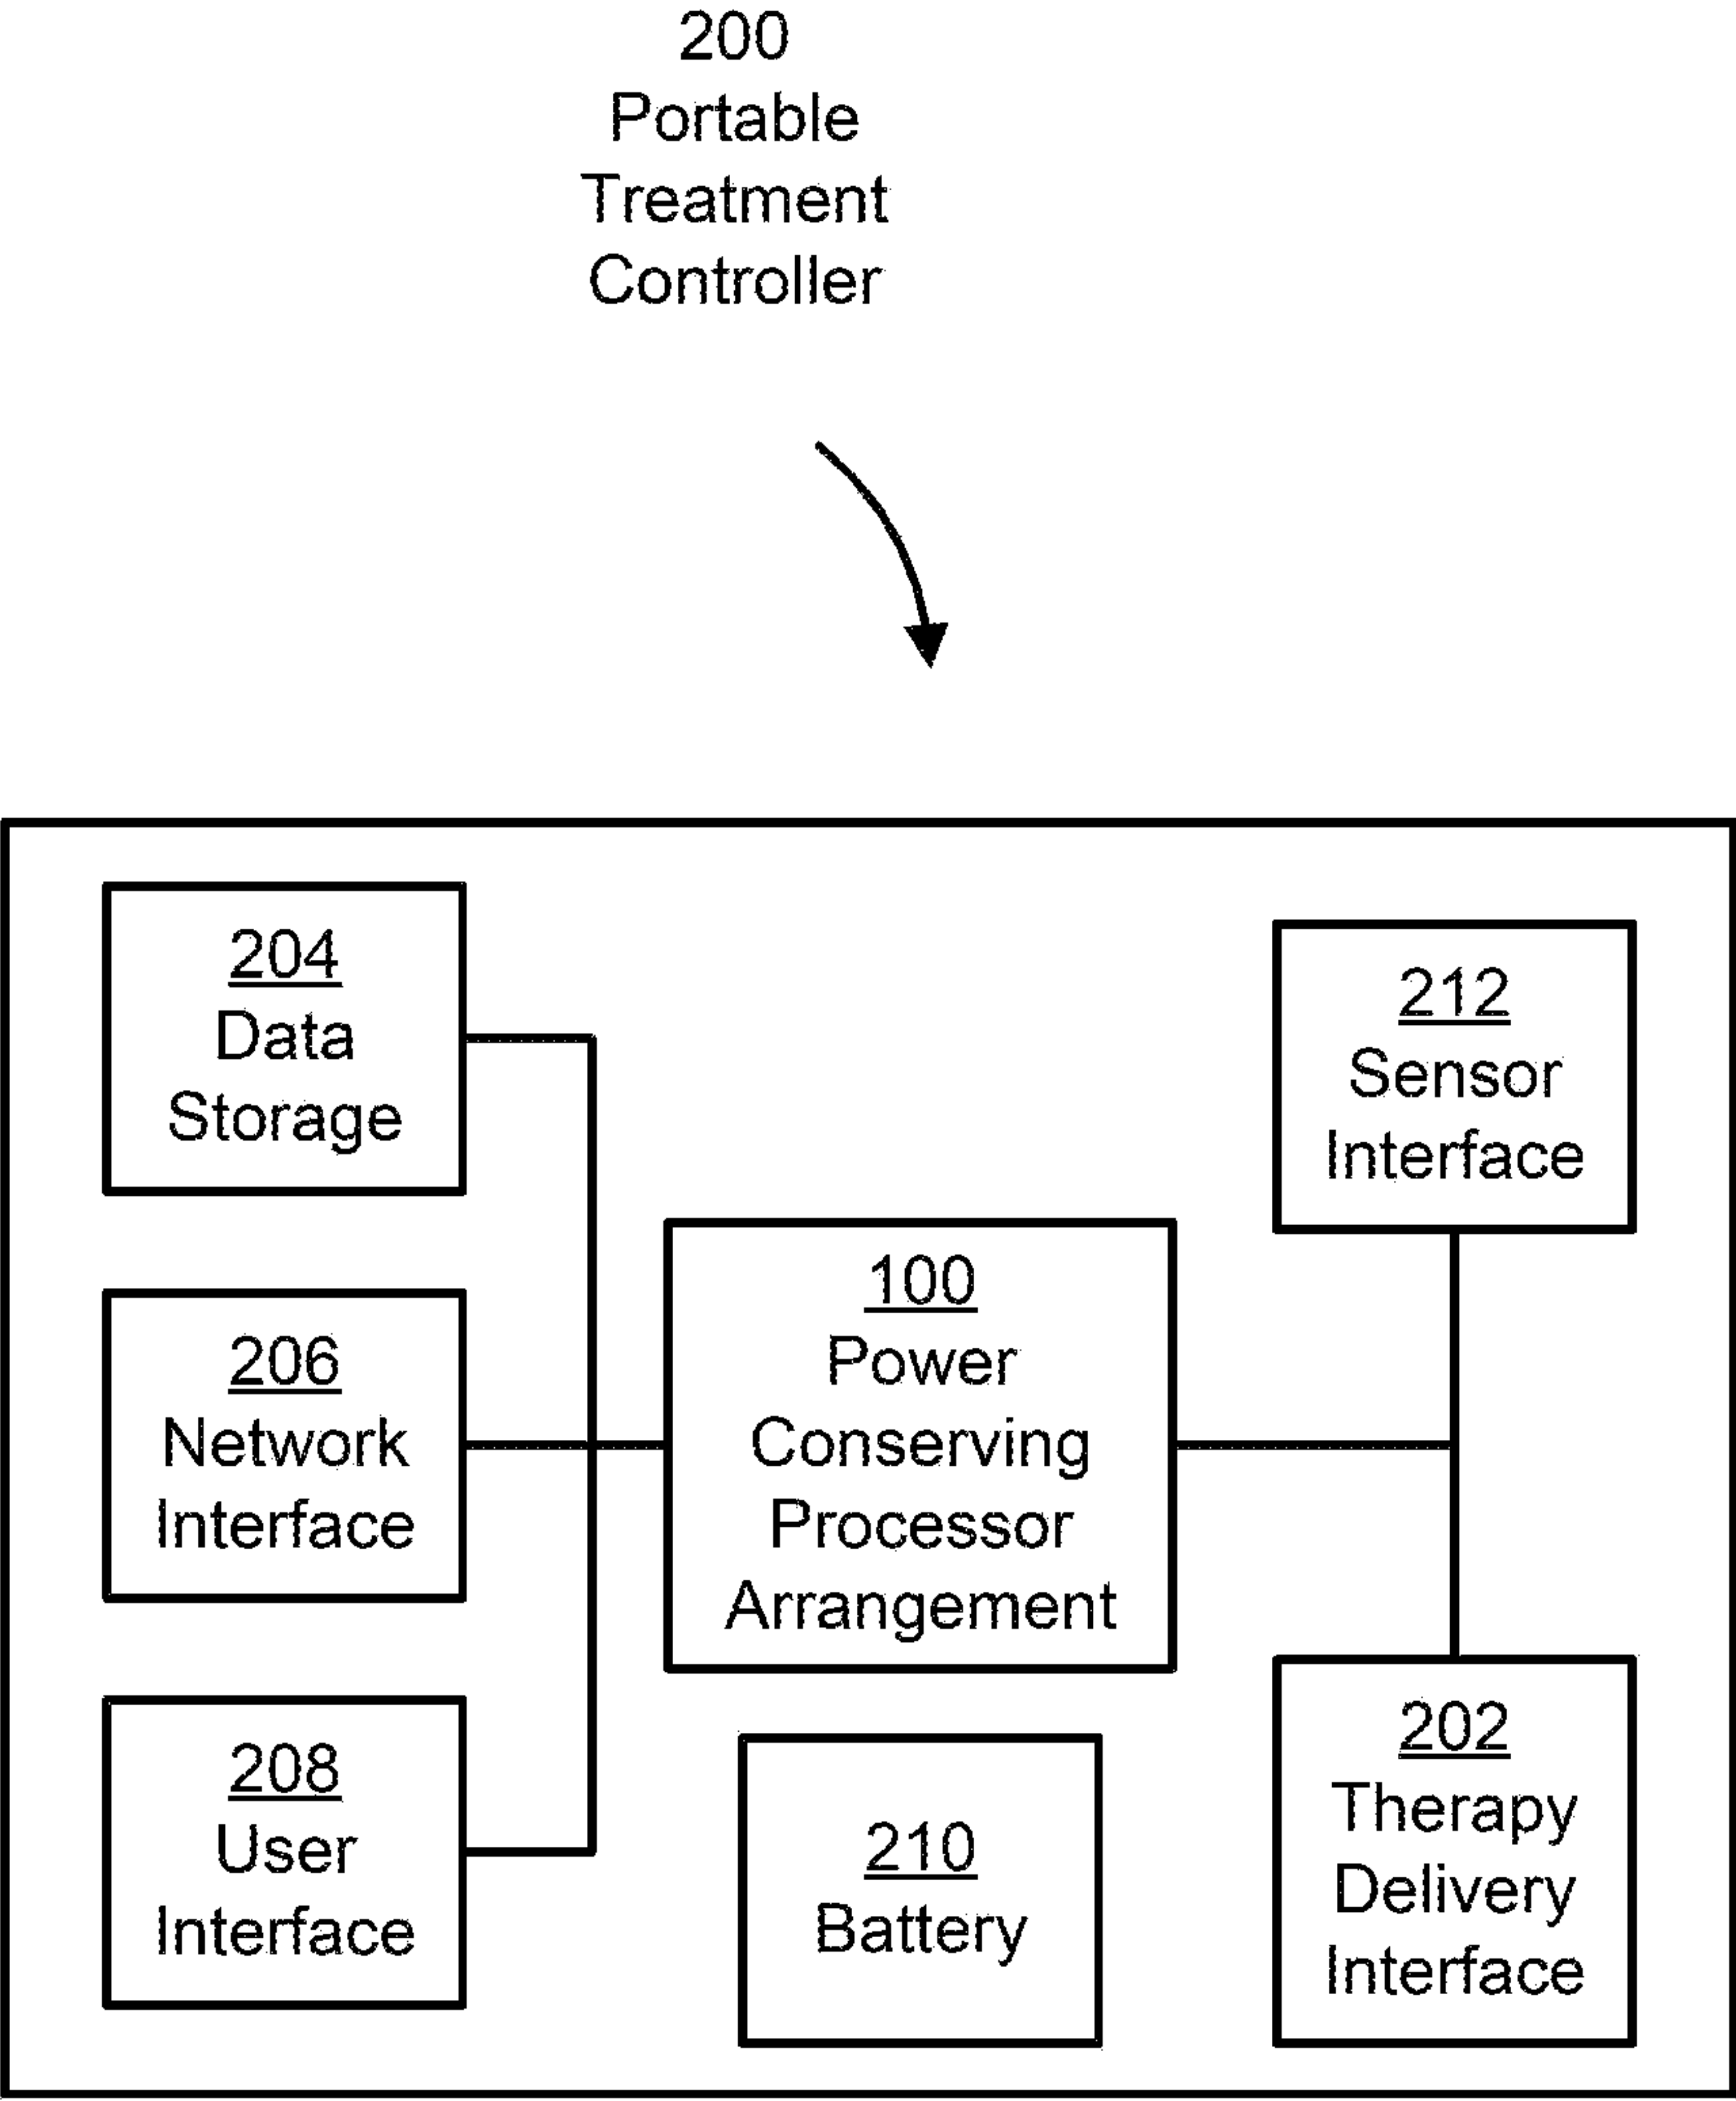 200
Portable
Treatment
Controller
204
Data
Storage
206
Network
Interface
208
User
Interface
100
Power
Conserving
Processor
Arrangement
210
Battery
212
Sensor
Interface
202
Therapy
Delivery
Interface